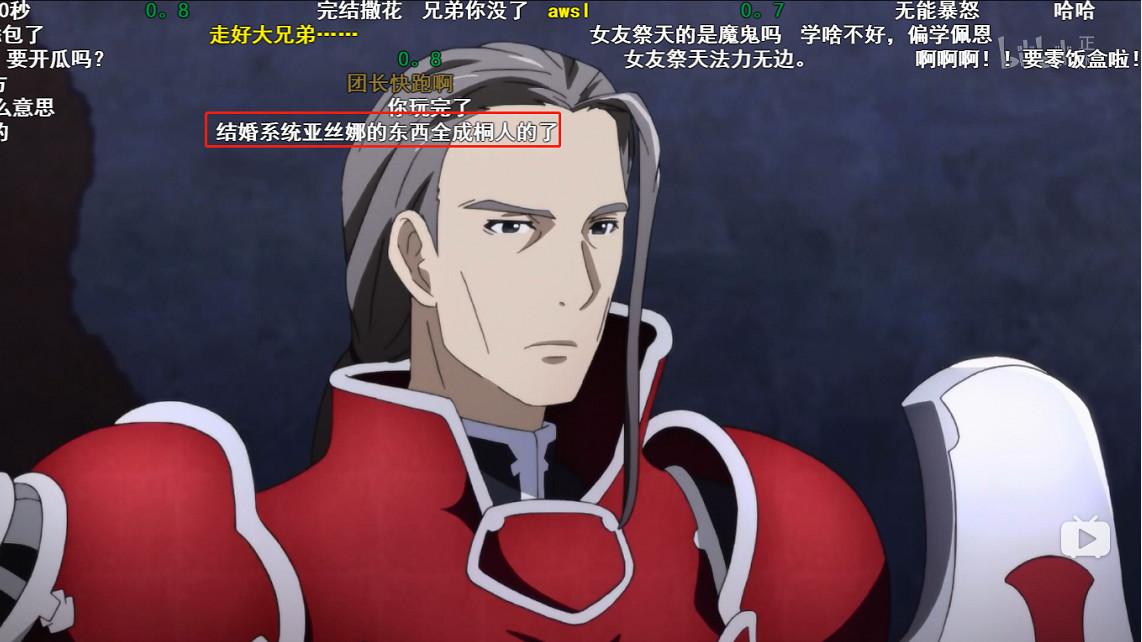 0秒 0。8 完结撒花 兄弟你没了 awsl 0。7 无能暴怒 哈哈
包了 走好大兄弟…… 女友祭天的是魔鬼吗 学啥不好，偏学佩恩 正
要开瓜吗？ 0。8 女友祭天法力无边。 啊啊啊！！要零饭盒啦！
团长快跑啊
么意思 你玩完了
的 结婚系统亚丝娜的东西全成桐人的了